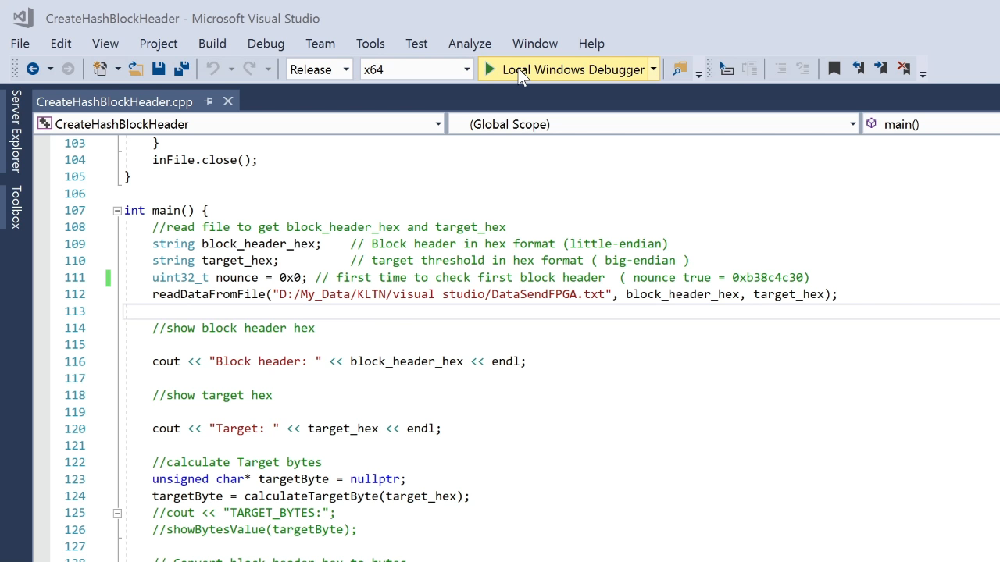 CreateHashBlockHeader - Microsoft Visual Studio
File Edit View Project Build Debug Team Tools Test Analyze Window Help
Release x64 Local Windows Debugger
Server Explorer
Toolbox
CreateHashBlockHeader.cpp
CreateHashBlockHeader (Global Scope) main()
103 }
104 inFile.close();
105 }
106
107 int main() {
108 //read file to get block_header_hex and target_hex
109 string block_header_hex; // Block header in hex format (little-endian)
110 string target_hex; // target threshold in hex format ( big-endian )
111 uint32_t nounce = 0x0; // first time to check first block header ( nounce true = 0xb38c4c30)
112 readDataFromFile("D:/My_Data/KLTN/visual studio/DataSendFPGA.txt", block_header_hex, target_hex);
113
114 //show block header hex
115
116 cout << "Block header: " << block_header_hex << endl;
117
118 //show target hex
119
120 cout << "Target: " << target_hex << endl;
121
122 //calculate Target bytes
123 unsigned char* targetByte = nullptr;
124 targetByte = calculateTargetByte(target_hex);
125 //cout << "TARGET_BYTES:";
126 //showBytesValue(targetByte);
127
128 // Convert block header hex to bytes